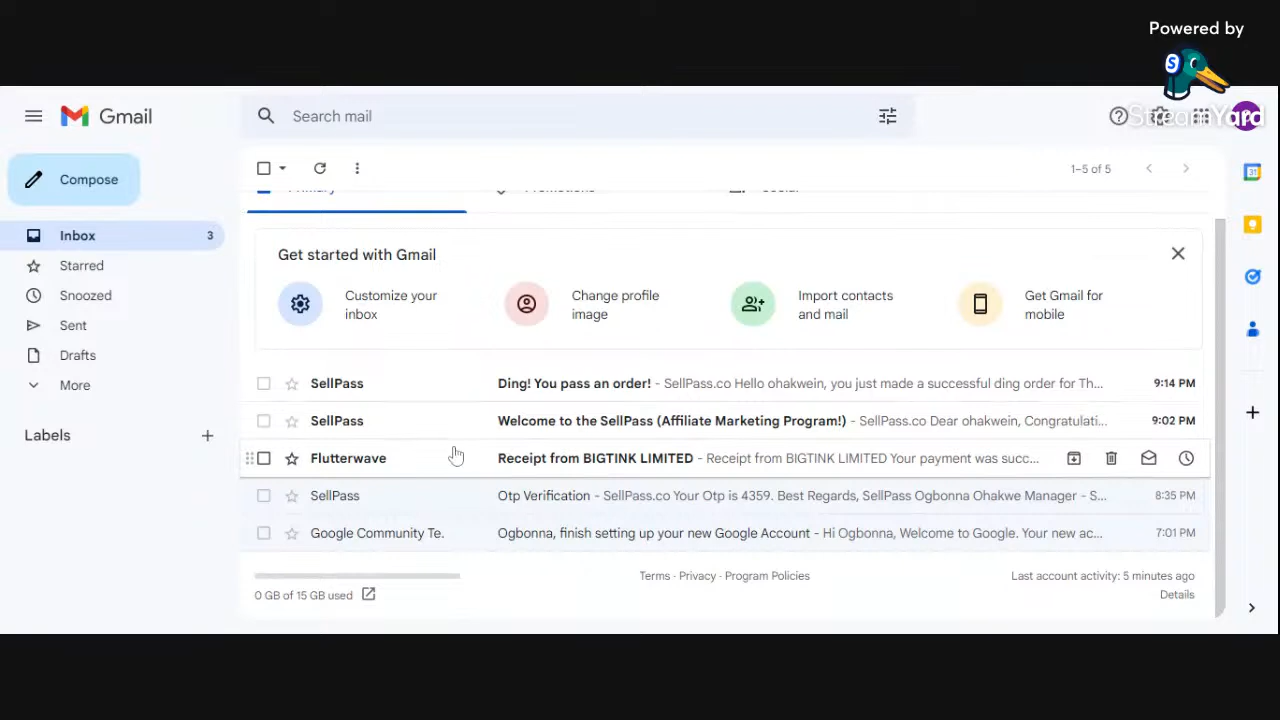 Powered by
StreamYard
Gmail
Search mail
Compose
1–5 of 5
Primary
Promotions
Social
Inbox 3
Starred
Snoozed
Sent
Drafts
More
Labels
Get started with Gmail
Customize your inbox
Change profile image
Import contacts and mail
Get Gmail for mobile
SellPass Ding! You pass an order! - SellPass.co Hello ohakwein, you just made a successful ding order for Th... 9:14 PM
SellPass Welcome to the SellPass (Affiliate Marketing Program!) - SellPass.co Dear ohakwein, Congratulati... 9:02 PM
Flutterwave Receipt from BIGTINK LIMITED - Receipt from BIGTINK LIMITED Your payment was succ...
SellPass Otp Verification - SellPass.co Your Otp is 4359. Best Regards, SellPass Ogbonna Ohakwe Manager - S... 8:35 PM
Google Community Te. Ogbonna, finish setting up your new Google Account - Hi Ogbonna, Welcome to Google. Your new ac... 7:01 PM
0 GB of 15 GB used
Terms · Privacy · Program Policies
Last account activity: 5 minutes ago
Details